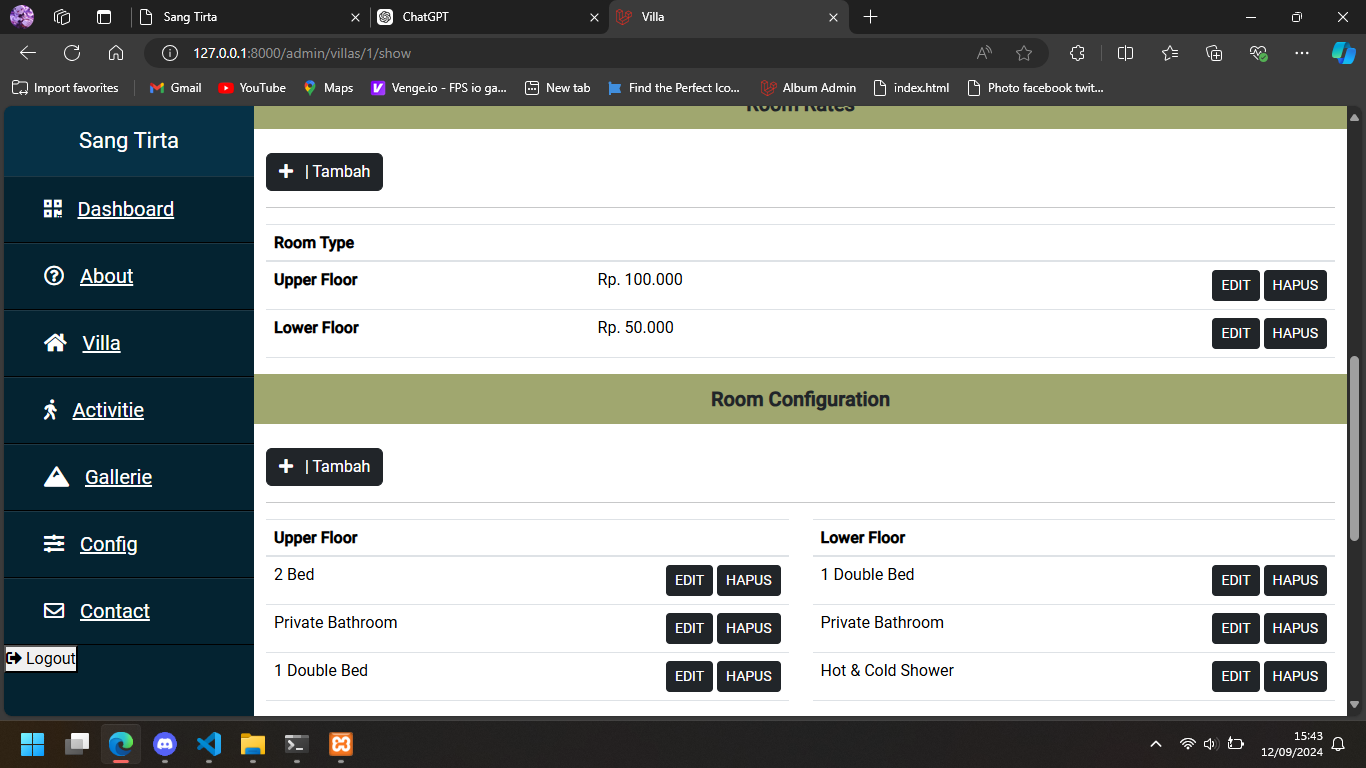 Sang Tirta
ChatGPT
Villa
127.0.0.1:8000/admin/villas/1/show
Import favorites
Gmail
YouTube
Maps
Venge.io - FPS io ga...
New tab
Find the Perfect Ico...
Album Admin
index.html
Photo facebook twit...
Sang Tirta
Dashboard
About
Villa
Activitie
Gallerie
Config
Contact
Logout
Room Rates
| Tambah
Room Type
Upper Floor Rp. 100.000 EDIT HAPUS
Lower Floor Rp. 50.000 EDIT HAPUS
Room Configuration
| Tambah
Upper Floor
2 Bed EDIT HAPUS
Private Bathroom EDIT HAPUS
1 Double Bed EDIT HAPUS
Lower Floor
1 Double Bed EDIT HAPUS
Private Bathroom EDIT HAPUS
Hot & Cold Shower EDIT HAPUS
15:43
12/09/2024